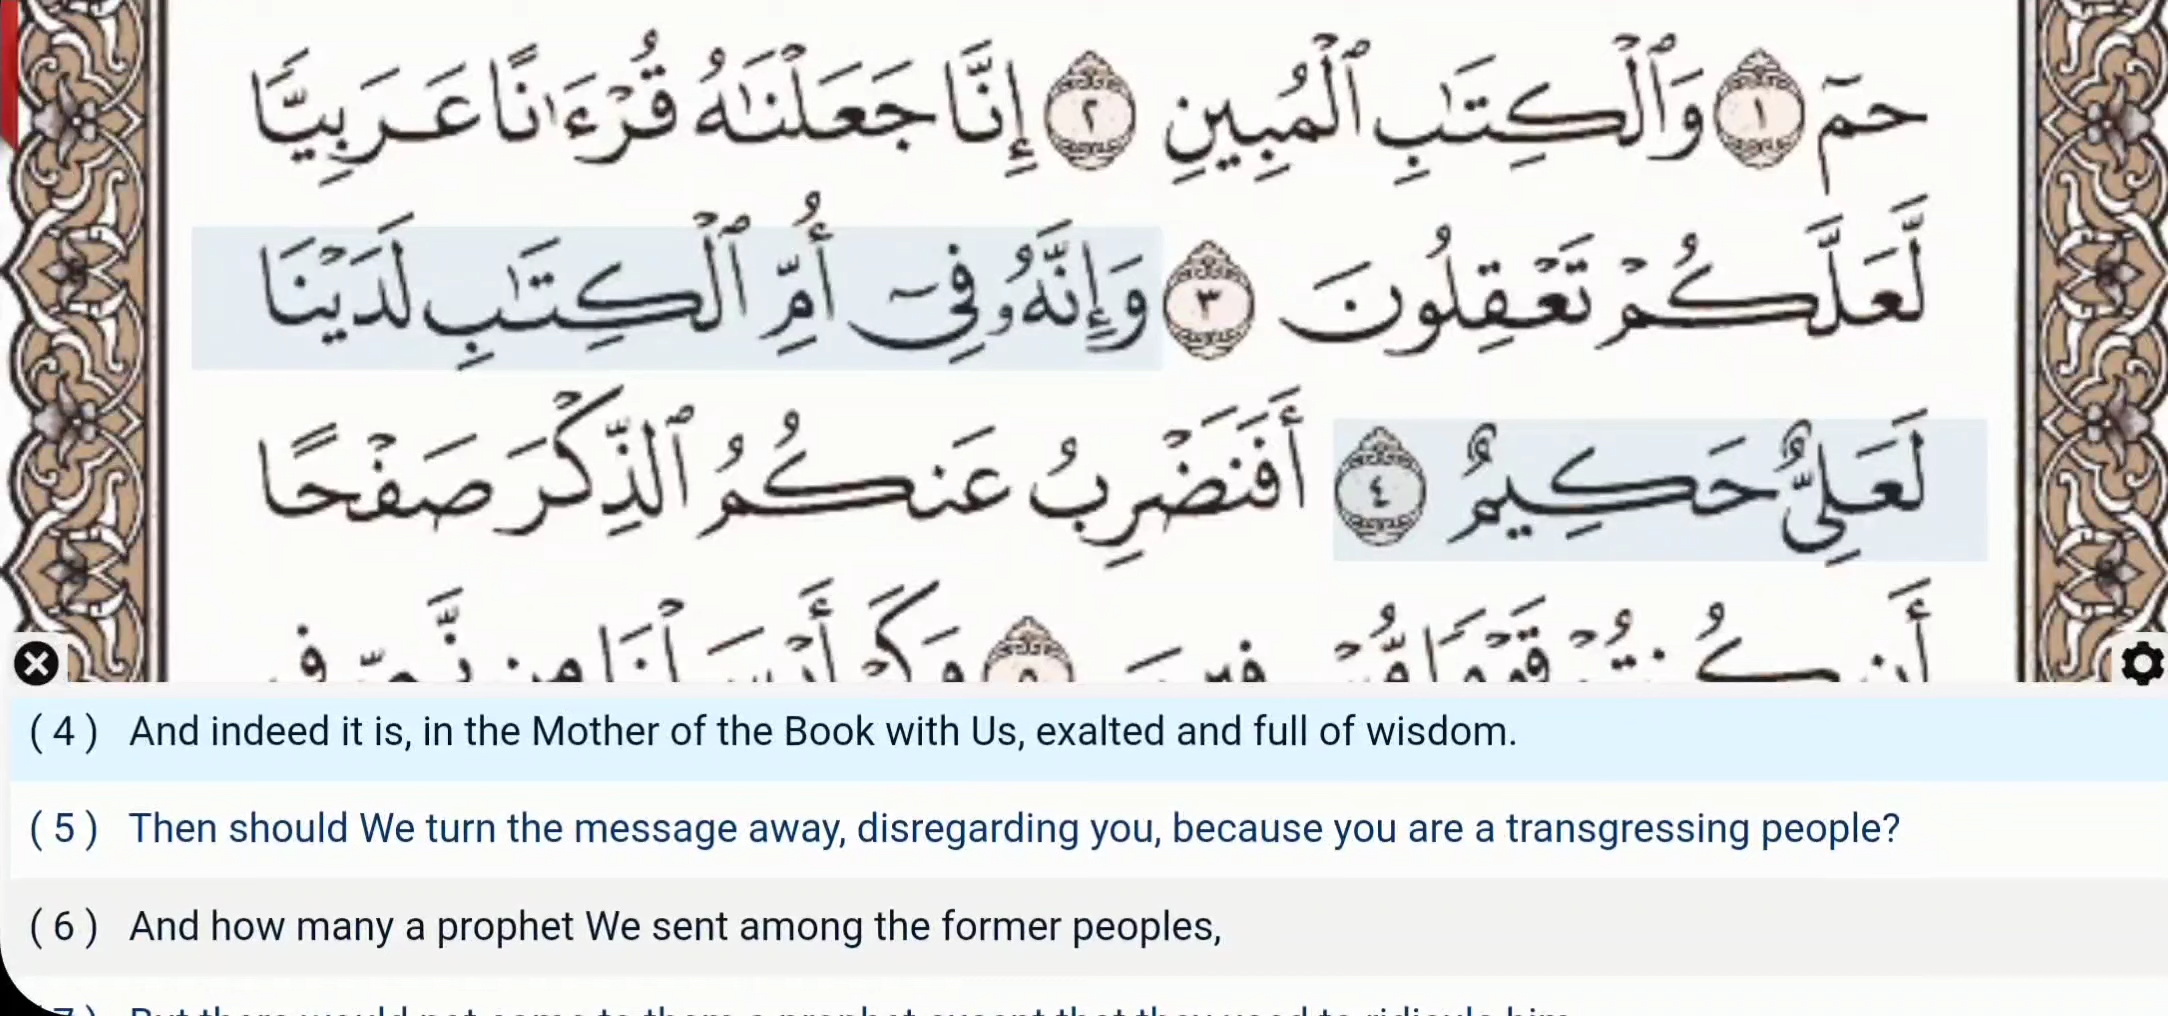 حمٓ ١ وَٱلْكِتَٰبِ ٱلْمُبِينِ ٢ إِنَّا جَعَلْنَٰهُ قُرْءَٰنًا عَرَبِيًّا
لَّعَلَّكُمْ تَعْقِلُونَ ٣ وَإِنَّهُۥ فِىٓ أُمِّ ٱلْكِتَٰبِ لَدَيْنَا
لَعَلِىٌّ حَكِيمٌ ٤ أَفَنَضْرِبُ عَنكُمُ ٱلذِّكْرَ صَفْحًا
( 4 ) And indeed it is, in the Mother of the Book with Us, exalted and full of wisdom.
( 5 ) Then should We turn the message away, disregarding you, because you are a transgressing people?
( 6 ) And how many a prophet We sent among the former peoples,